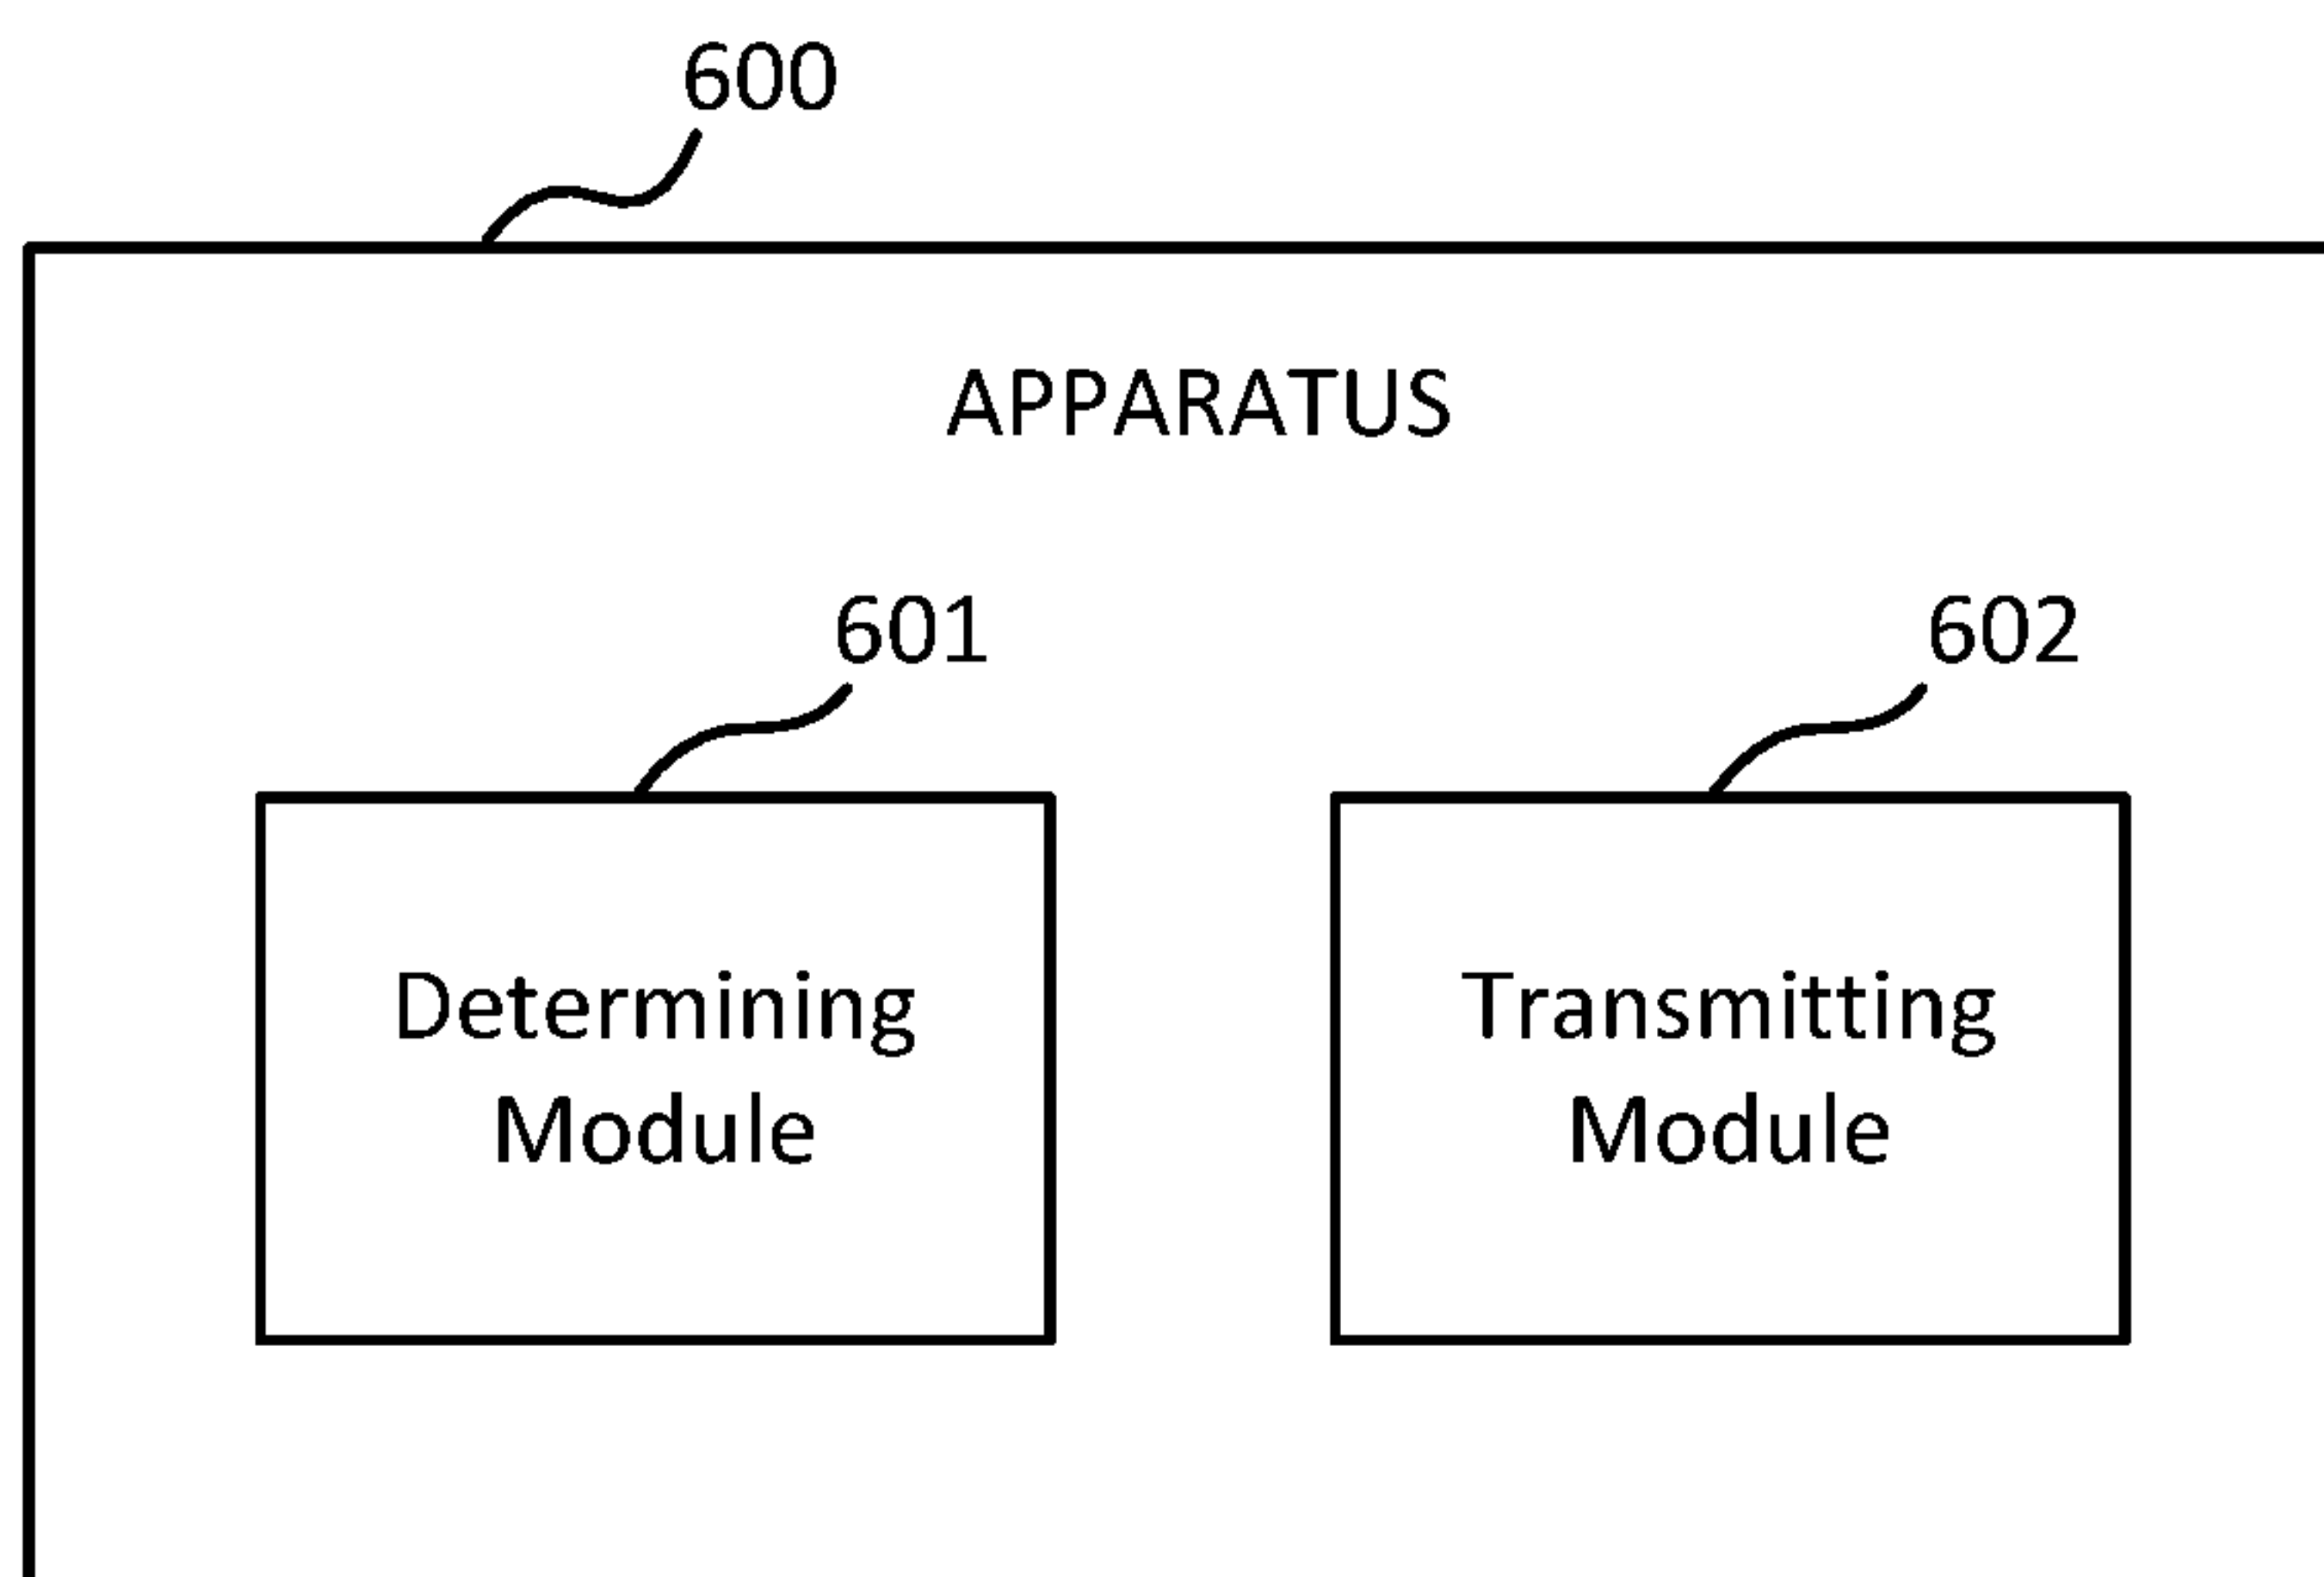 600
APPARATUS
601
602
Determining
Module
Transmitting
Module